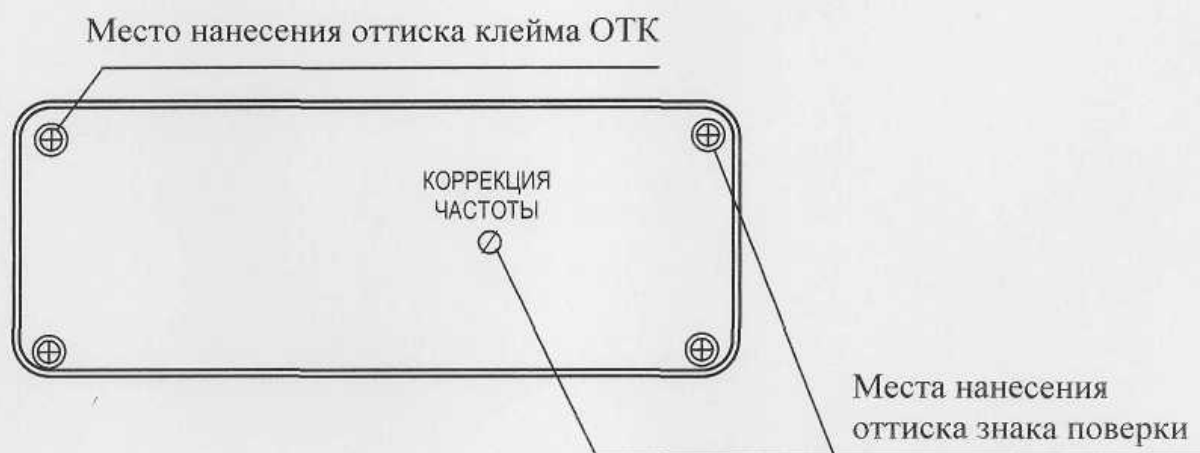 Место нанесения оттиска клейма ОТК
КОРРЕКЦИЯ
ЧАСТОТЫ
Места нанесения
оттиска знака поверки